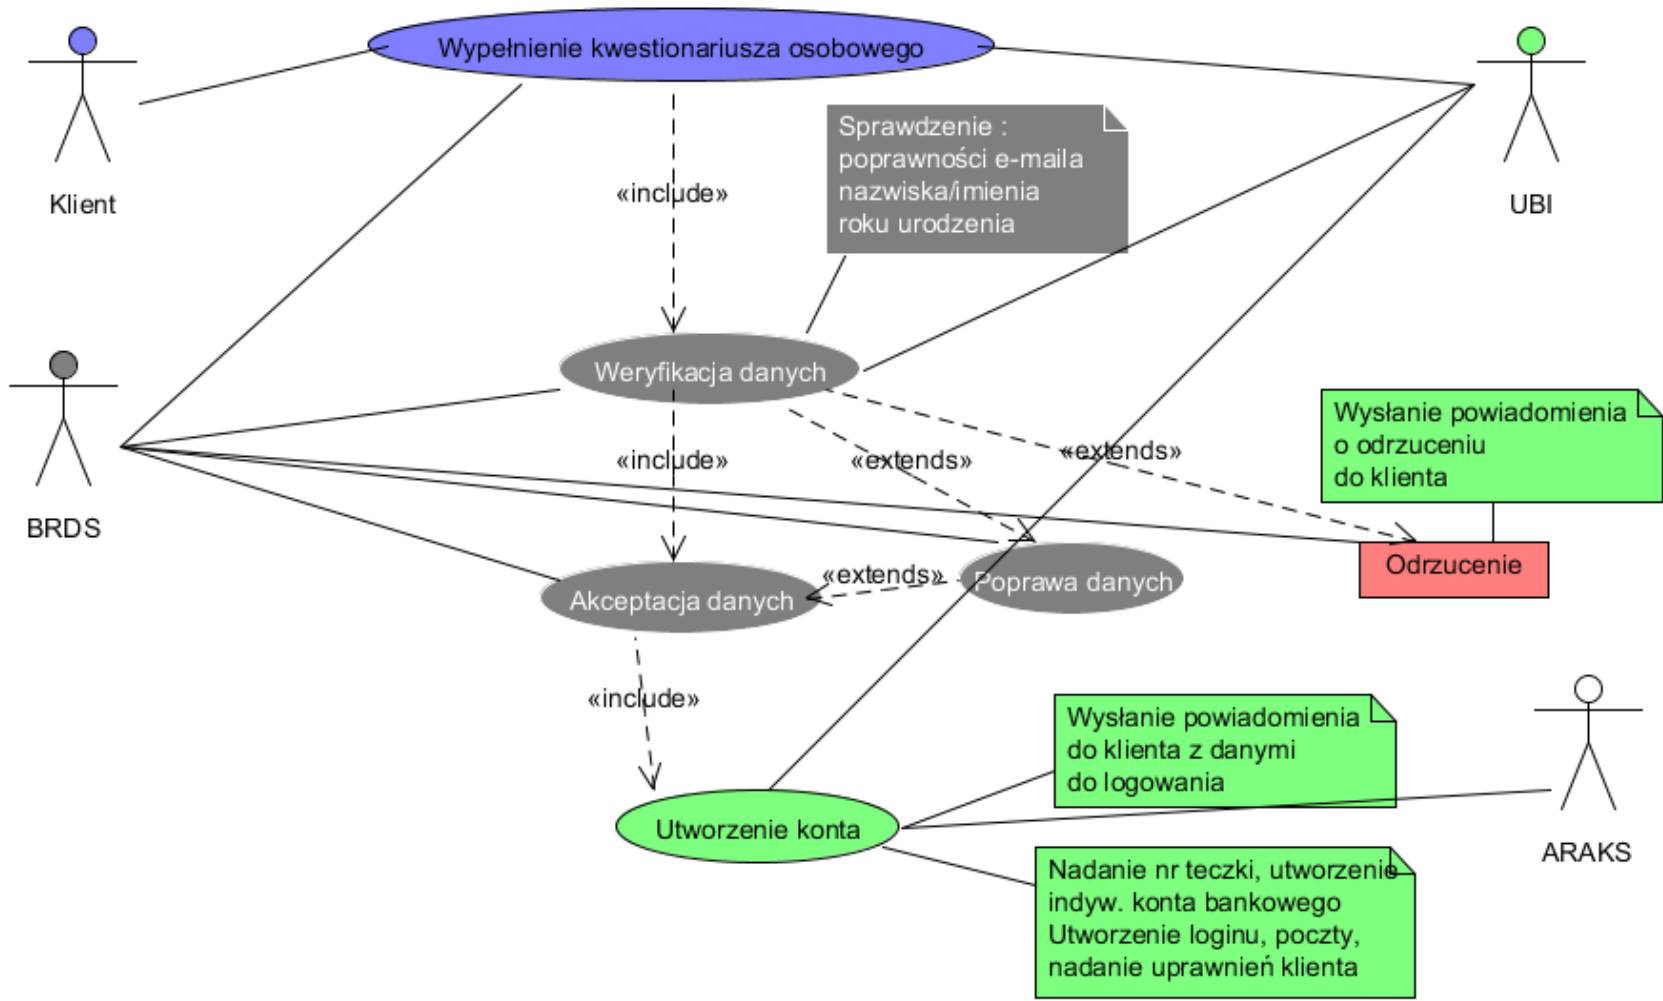 Wypełnienie kwestionariusza osobowego
Klient
UBI
Sprawdzenie :
poprawności e-maila
nazwiska/imienia
roku urodzenia
«include»
BRDS
Weryfikacja danych
Wysłanie powiadomienia
o odrzuceniu
do klienta
«include»
«extends»
«extends»
Odrzucenie
Akceptacja danych
«extends»
Poprawa danych
«include»
Wysłanie powiadomienia
do klienta z danymi
do logowania
Utworzenie konta
ARAKS
Nadanie nr teczki, utworzenie
indyw. konta bankowego
Utworzenie loginu, poczty,
nadanie uprawnień klienta